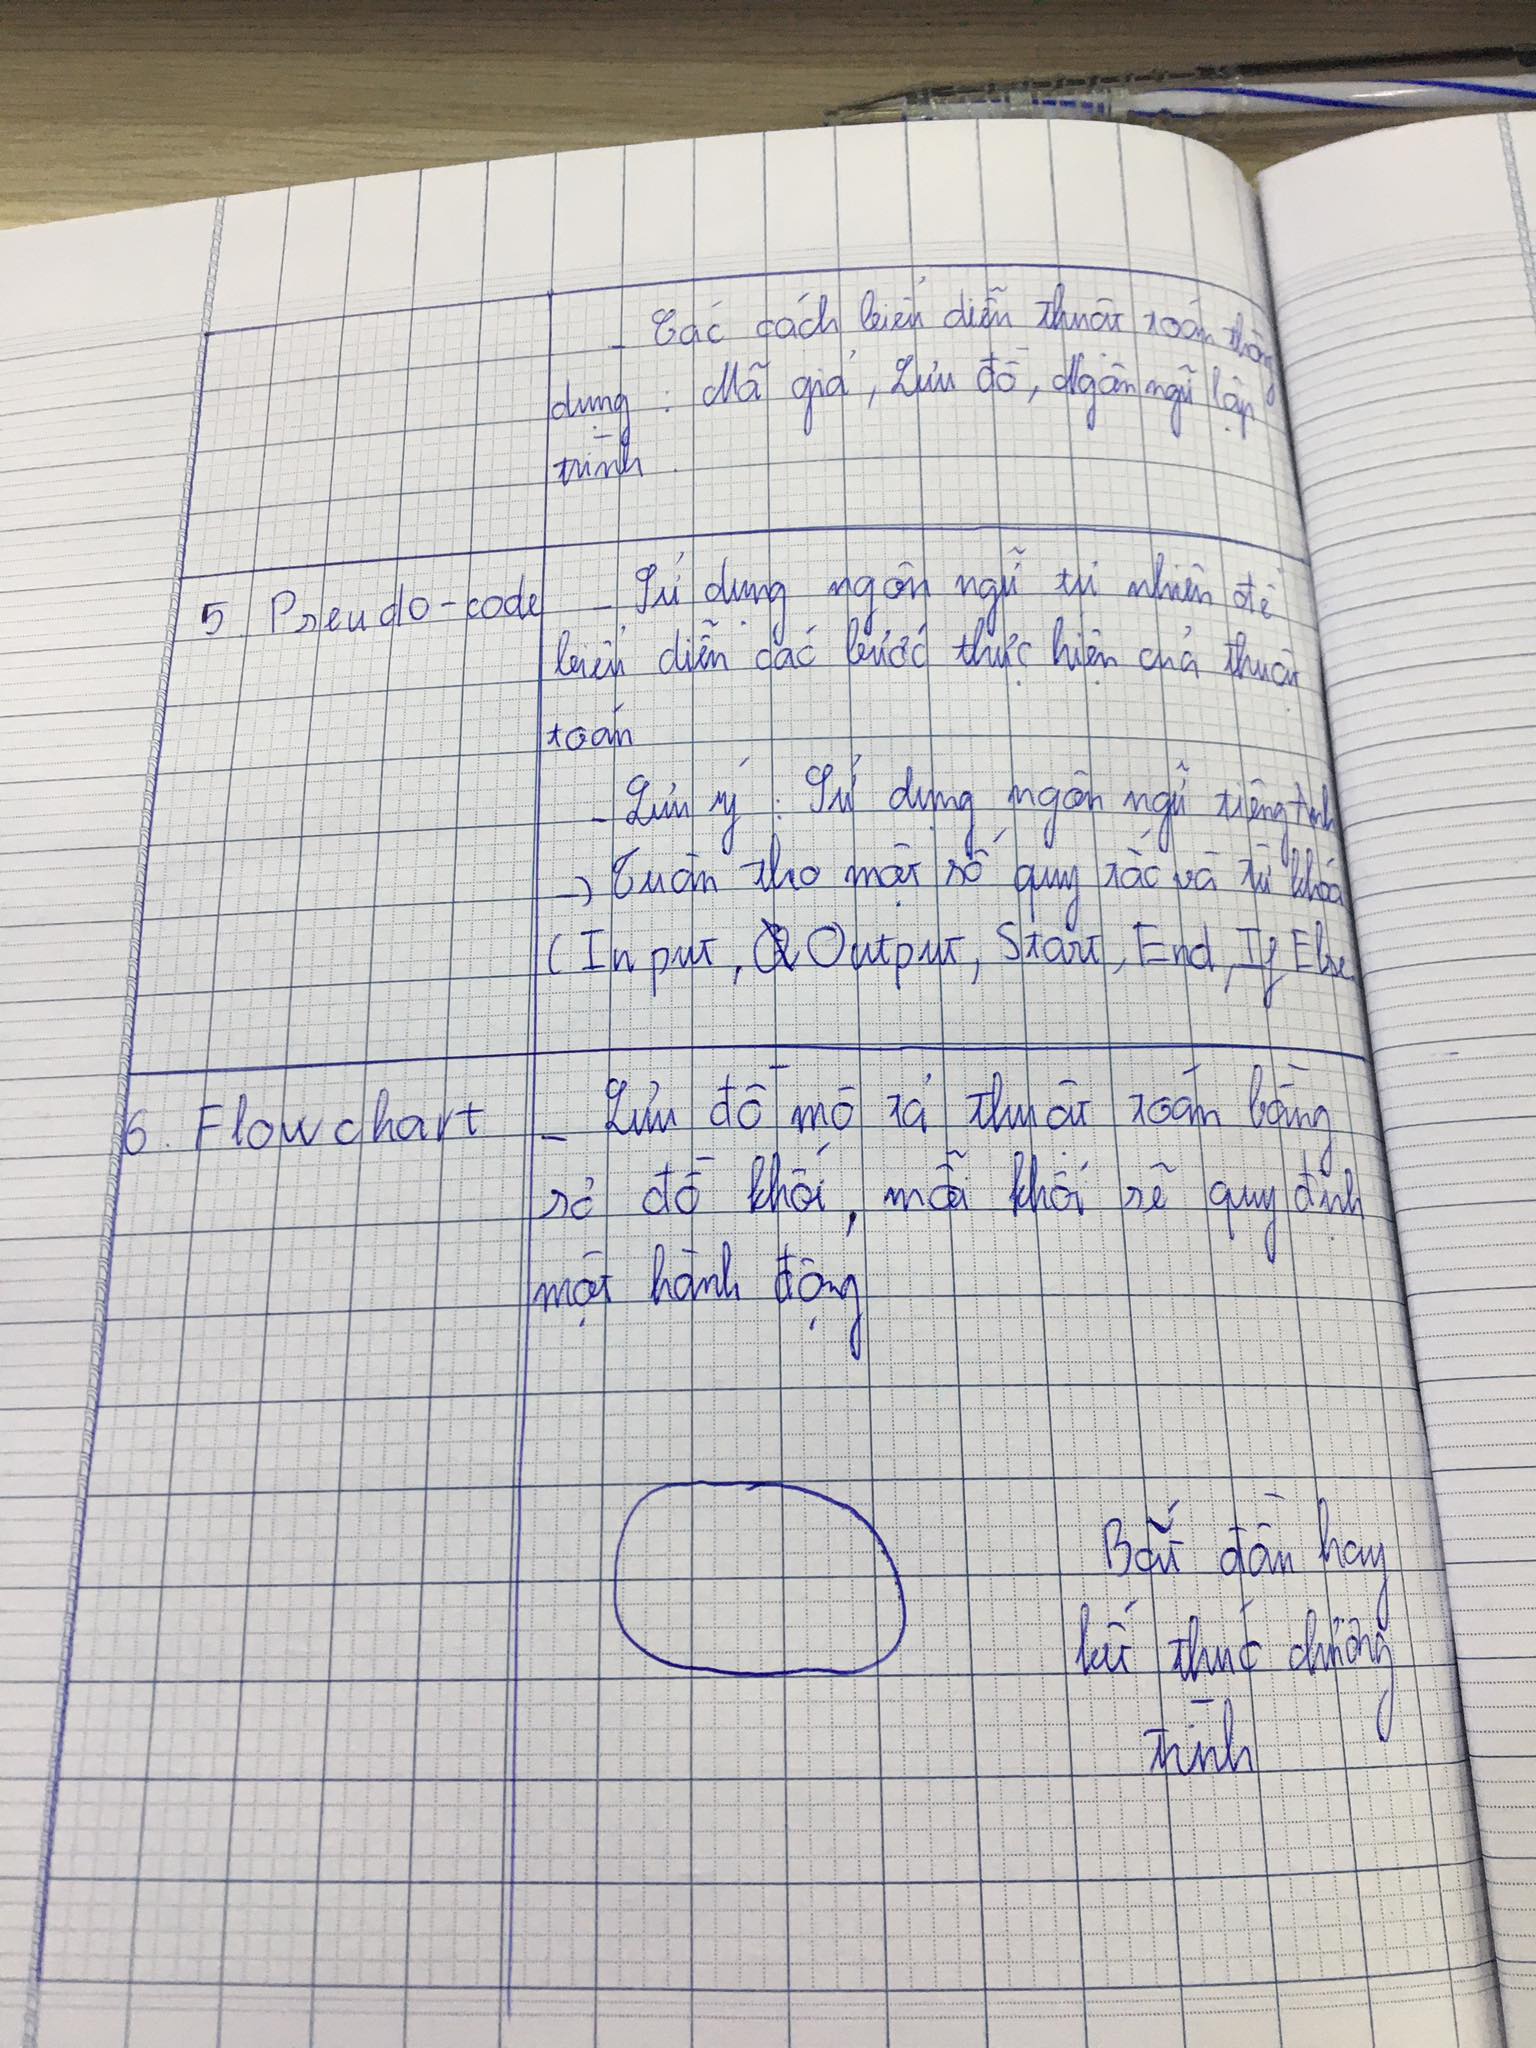 - Các cách biểu diễn thuật toán thông
dụng : Mã giả, Lưu đồ, Ngôn ngữ lập
trình.
5. Pseudo-code
- Sử dụng ngôn ngữ tự nhiên để
biểu diễn các bước thực hiện của thuật
toán
- Lưu ý : Sử dụng ngôn ngữ tiếng Anh
→ Tuân tho một số quy tắc và từ khóa
(Input, Output, Start, End, If Else
6. Flowchart
- Lưu đồ mô tả thuật toán bằng
sơ đồ khối, mỗi khối sẽ quy định
một hành động
Bắt đầu hay
kết thúc chương
trình